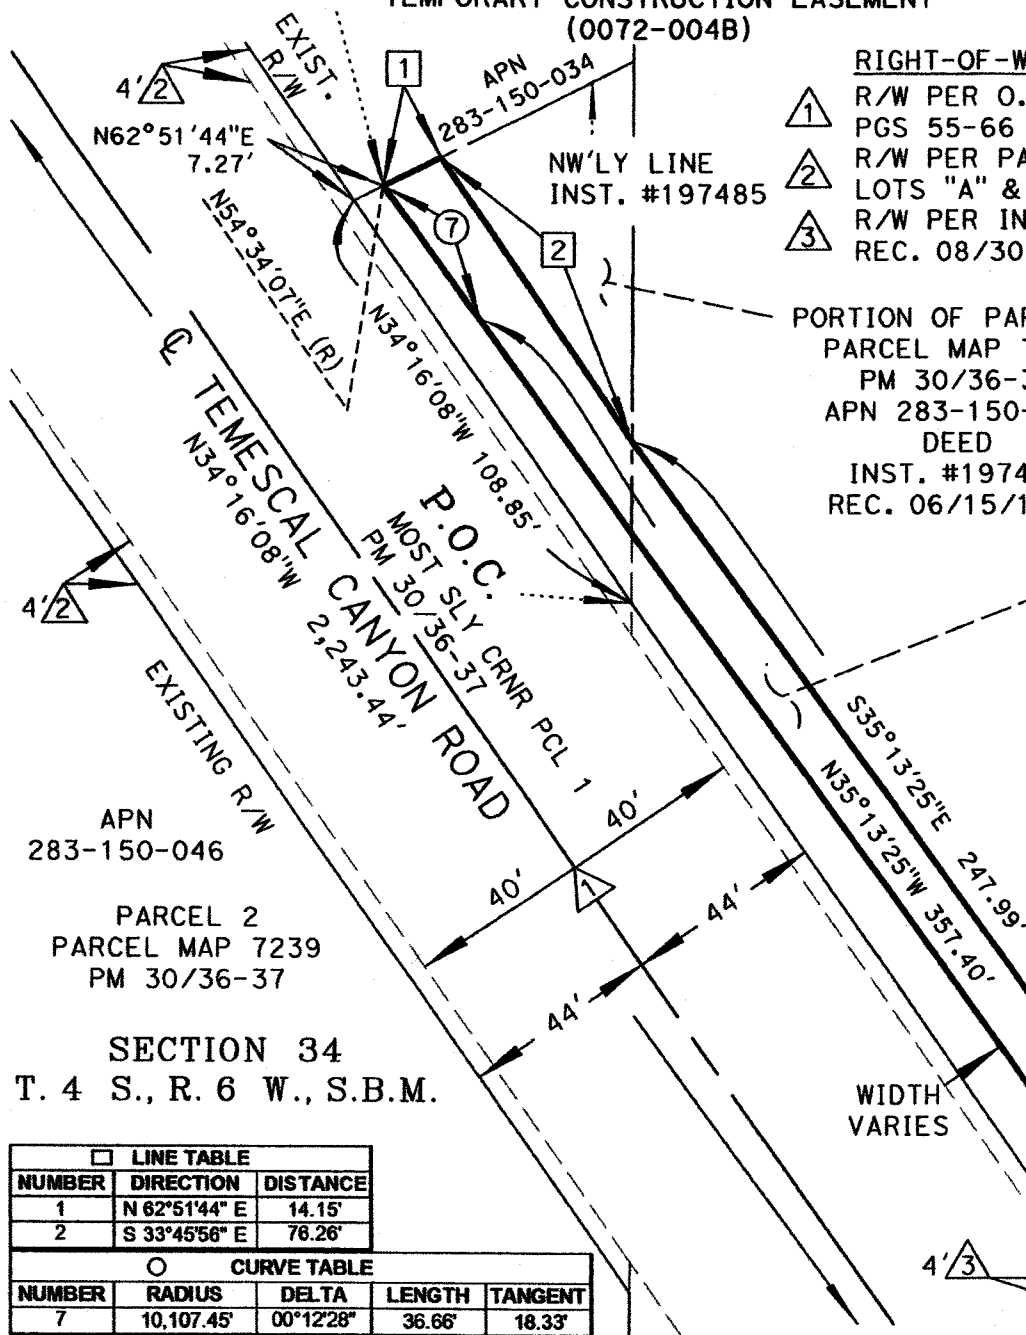 TEMPORARY CONSTRUCTION EASEMENT
(0072-004B)
EXIST.
R/W
1
APN
283-150-034
4' 2
N62°51'44"E
7.27'
NW'LY LINE
INST. #197485
RIGHT-OF-W
1 R/W PER O.
PGS 55-66
2 R/W PER PA
LOTS "A" &
3 R/W PER IN
REC. 08/30
N54°34'07"E (R)
7
2
N34°16'08"W 108.85'
PORTION OF PAR
PARCEL MAP 7
PM 30/36-3
APN 283-150-
DEED
INST. #1974
REC. 06/15/1
℄ TEMESCAL CANYON ROAD
N34°16'08"W 2,243.44'
P.O.C.
MOST SLY CRNR PCL 1
PM 30/36-37
4' 2
EXISTING R/W
S35°13'25"E 247.99'
N35°13'25"W 357.40'
40'
40'
1
44'
44'
APN
283-150-046
PARCEL 2
PARCEL MAP 7239
PM 30/36-37
SECTION 34
T. 4 S., R. 6 W., S.B.M.
WIDTH
VARIES
4' 3
LINE TABLE
NUMBER DIRECTION DISTANCE
1 N 62°51'44" E 14.15'
2 S 33°45'56" E 76.26'
CURVE TABLE
NUMBER RADIUS DELTA LENGTH TANGENT
7 10,107.45' 00°12'28" 36.66' 18.33'